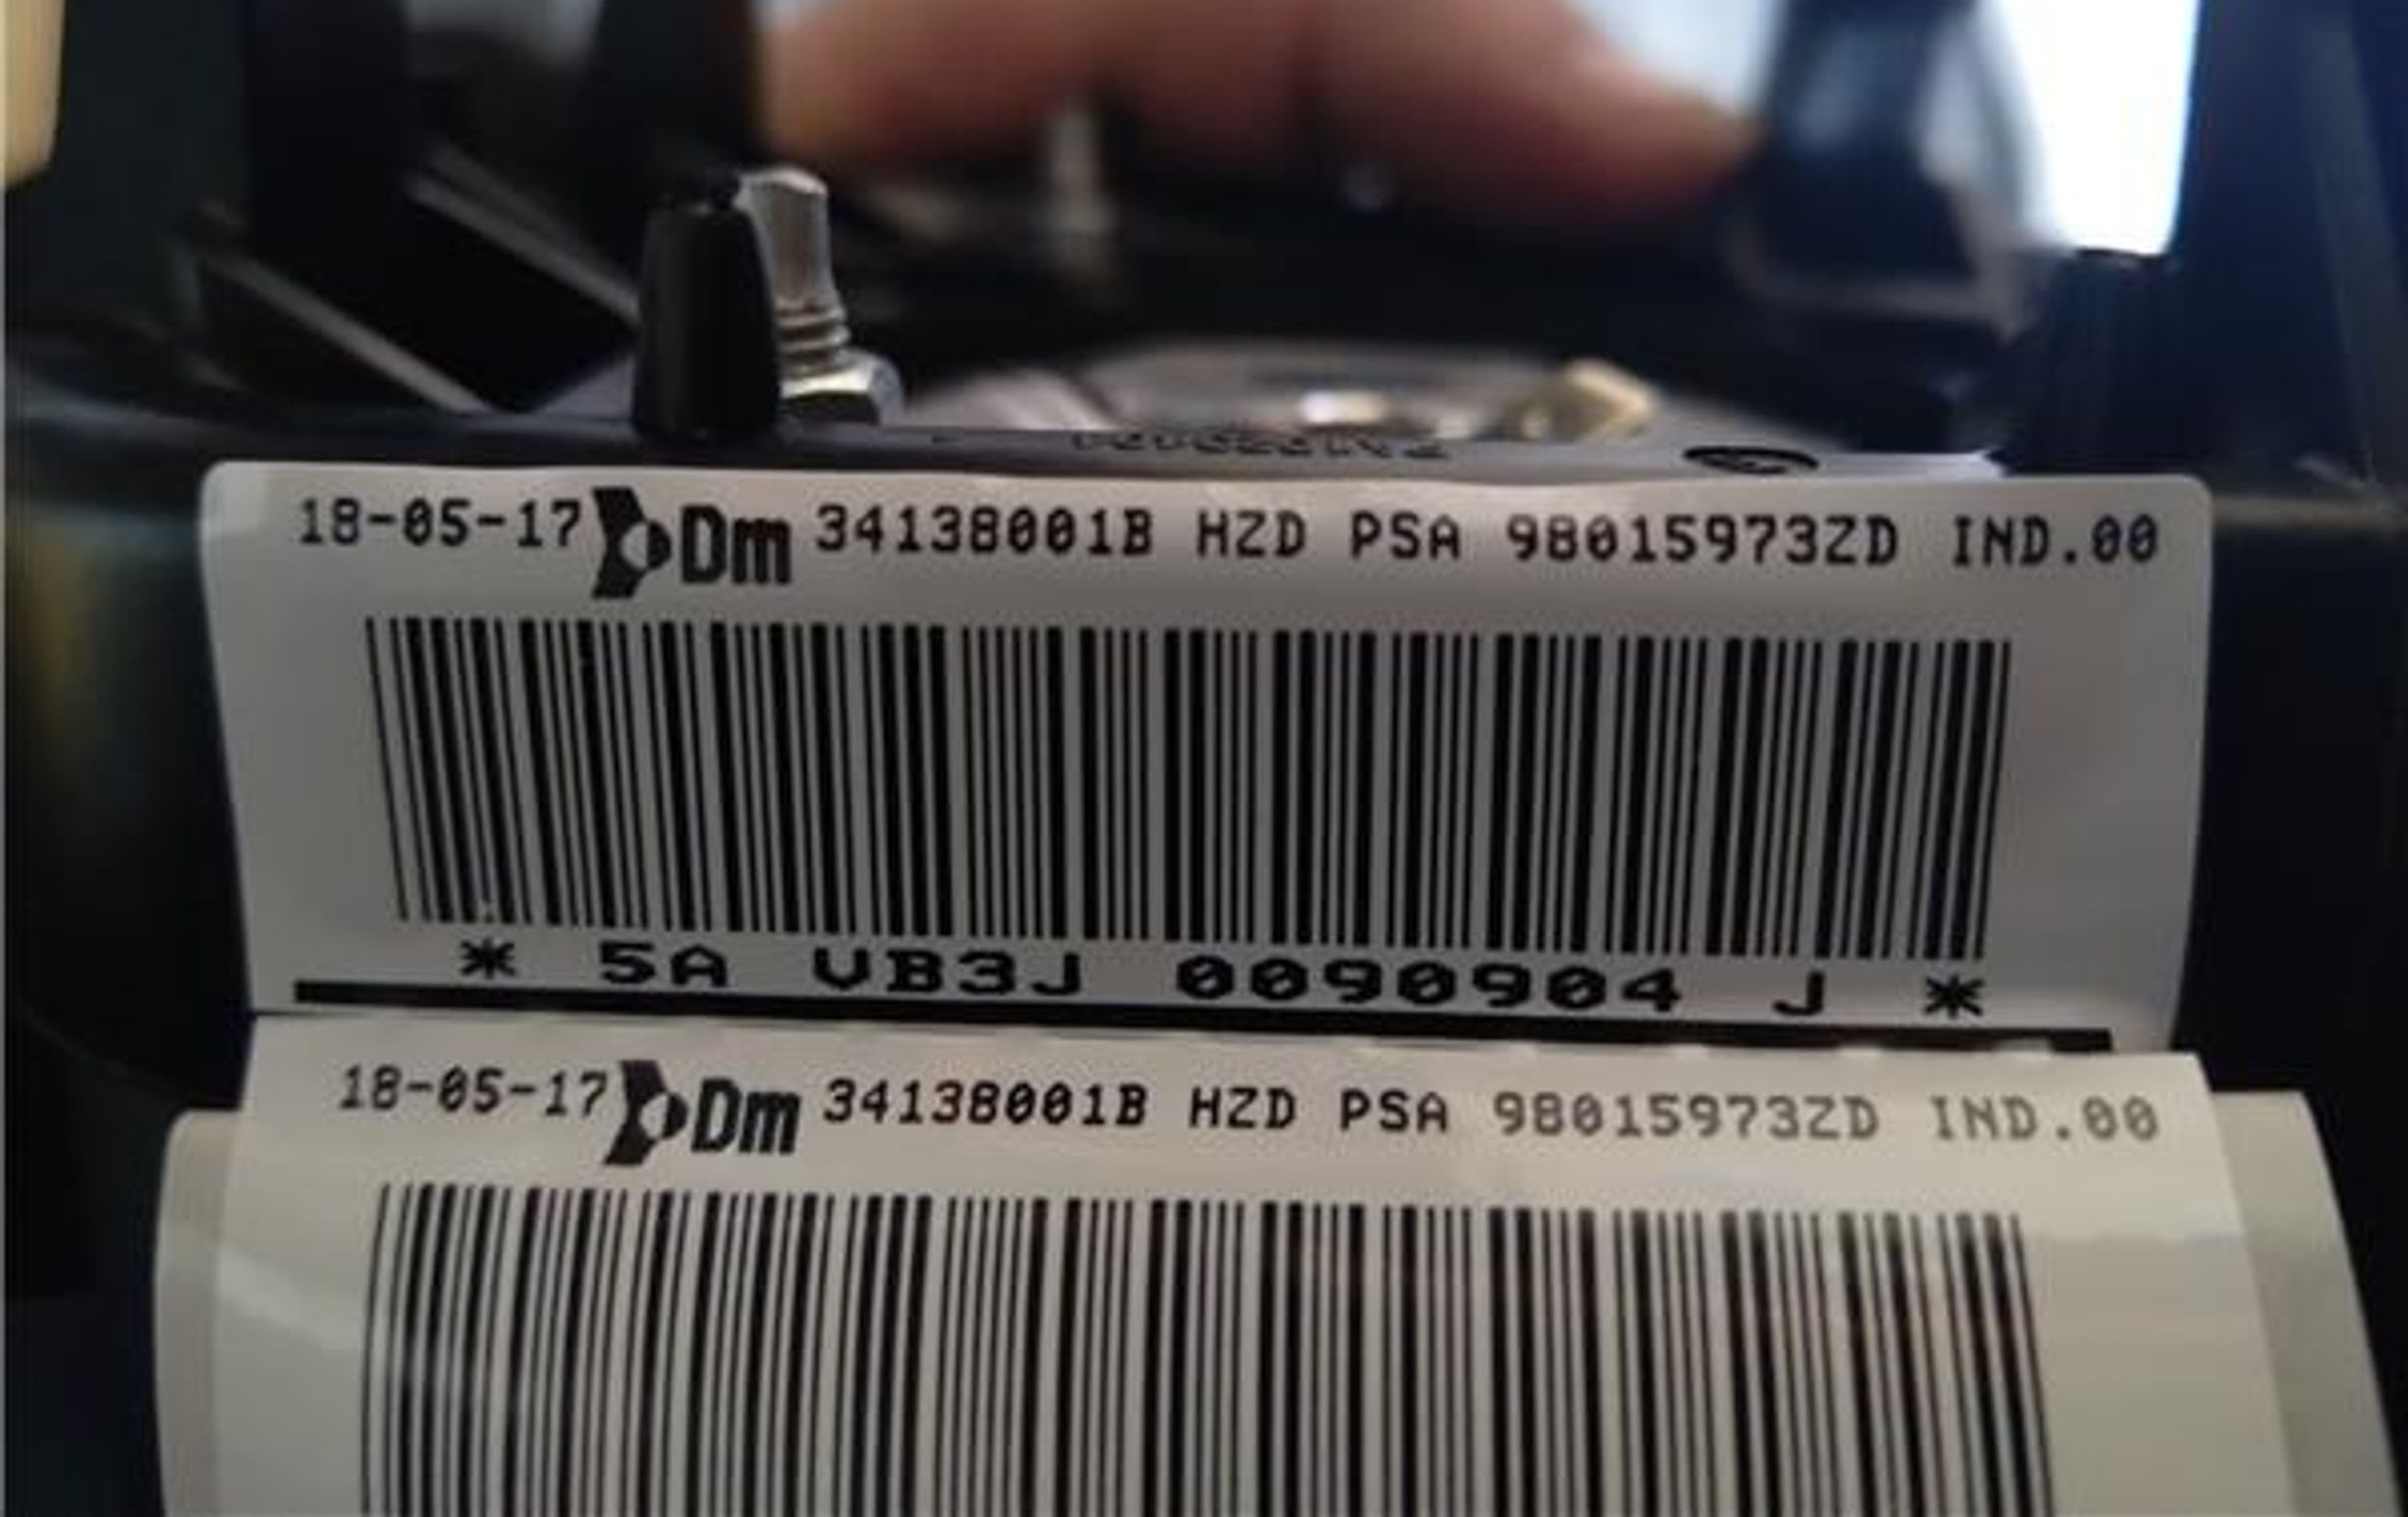 18-05-17 Dm 34138001B HZD PSA 98015973ZD IND.00
* 5A VB3J 0090904 J *
18-05-17 Dm 34138001B HZD PSA 98015973ZD IND.00